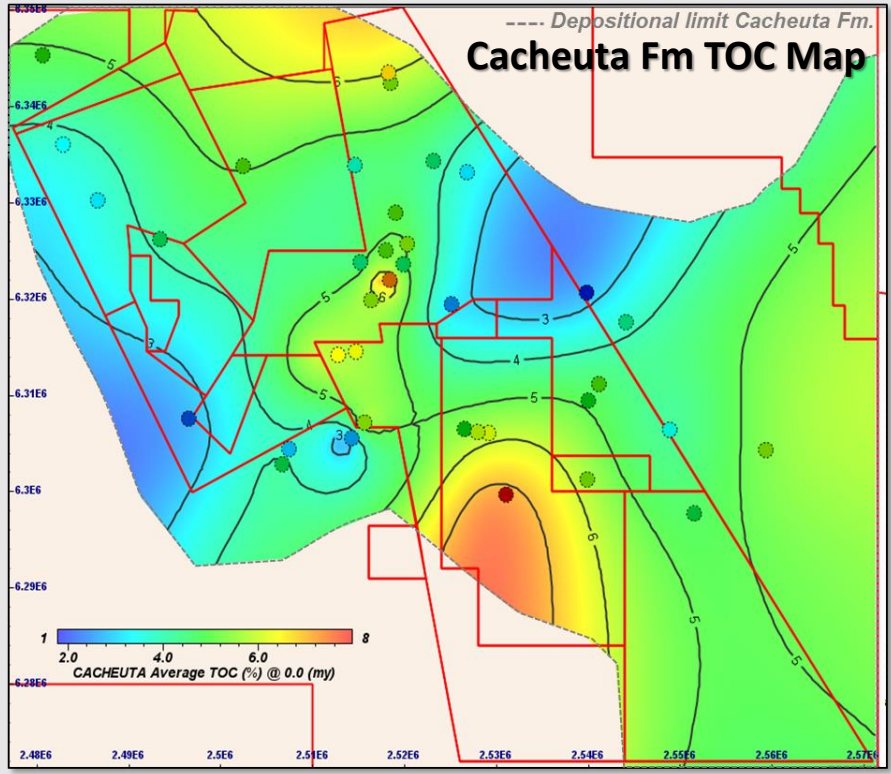 ---- Depositional limit Cacheuta Fm.
Cacheuta Fm TOC Map
6.35E6
6
5
6.34E6
4
6.33E6
5
5
6
6.32E6
3
3
4
6.31E6
5
5
4
3
6.3E6
6
6.29E6
5
1
8
2.0 4.0 6.0
CACHEUTA Average TOC (%) @ 0.0 (my)
5
6.28E6
2.48E6 2.49E6 2.5E6 2.51E6 2.52E6 2.53E6 2.54E6 2.55E6 2.56E6 2.57E6